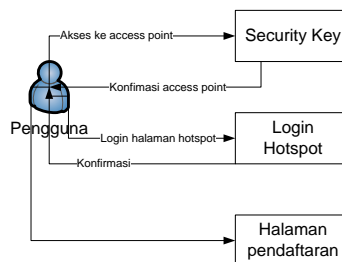 Akses ke access point
Security Key
Konfimasi access point
Pengguna
Login halaman hotspot
Login
Hotspot
Konfirmasi
Halaman
pendaftaran